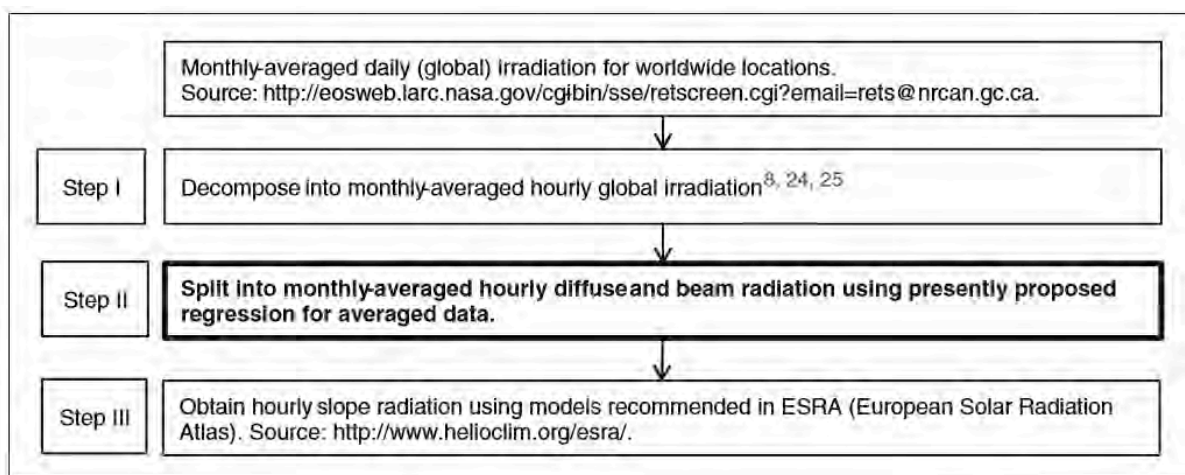 Monthly-averaged daily (global) irradiation for worldwide locations.
Source: http://eosweb.larc.nasa.gov/cgi-bin/sse/retscreen.cgi?email=rets@nrcan.gc.ca.
Step I
Decompose into monthly-averaged hourly global irradiation8, 24, 25
Step II
Split into monthly-averaged hourly diffuse and beam radiation using presently proposed
regression for averaged data.
Step III
Obtain hourly slope radiation using models recommended in ESRA (European Solar Radiation
Atlas). Source: http://www.helioclim.org/esra/.